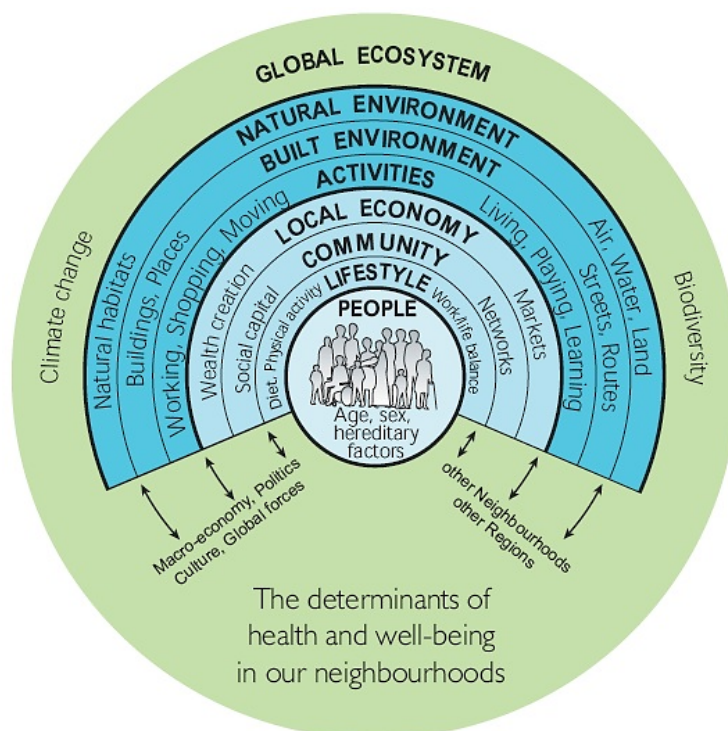 GLOBAL ECOSYSTEM
NATURAL ENVIRONMENT
BUILT ENVIRONMENT
ACTIVITIES
LOCAL ECONOMY
COMMUNITY
LIFESTYLE
PEOPLE
Age, sex,
hereditary
factors
Climate change
Natural habitats
Buildings, Places
Working, Shopping, Moving
Wealth creation
Social capital
Diet. Physical activity
Work/life balance
Networks
Markets
Living, Playing, Learning
Streets, Routes
Air, Water, Land
Biodiversity
Macro-economy, Politics
Culture, Global forces
other Neighbourhoods
other Regions
The determinants of
health and well-being
in our neighbourhoods